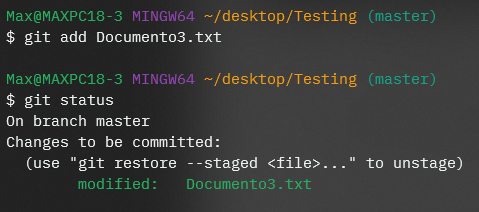 Max@MAXPC18-3 MINGW64 ~/desktop/Testing (master)
$ git add Documento3.txt
Max@MAXPC18-3 MINGW64 ~/desktop/Testing (master)
$ git status
On branch master
Changes to be committed:
(use "git restore --staged <file>..." to unstage)
modified: Documento3.txt